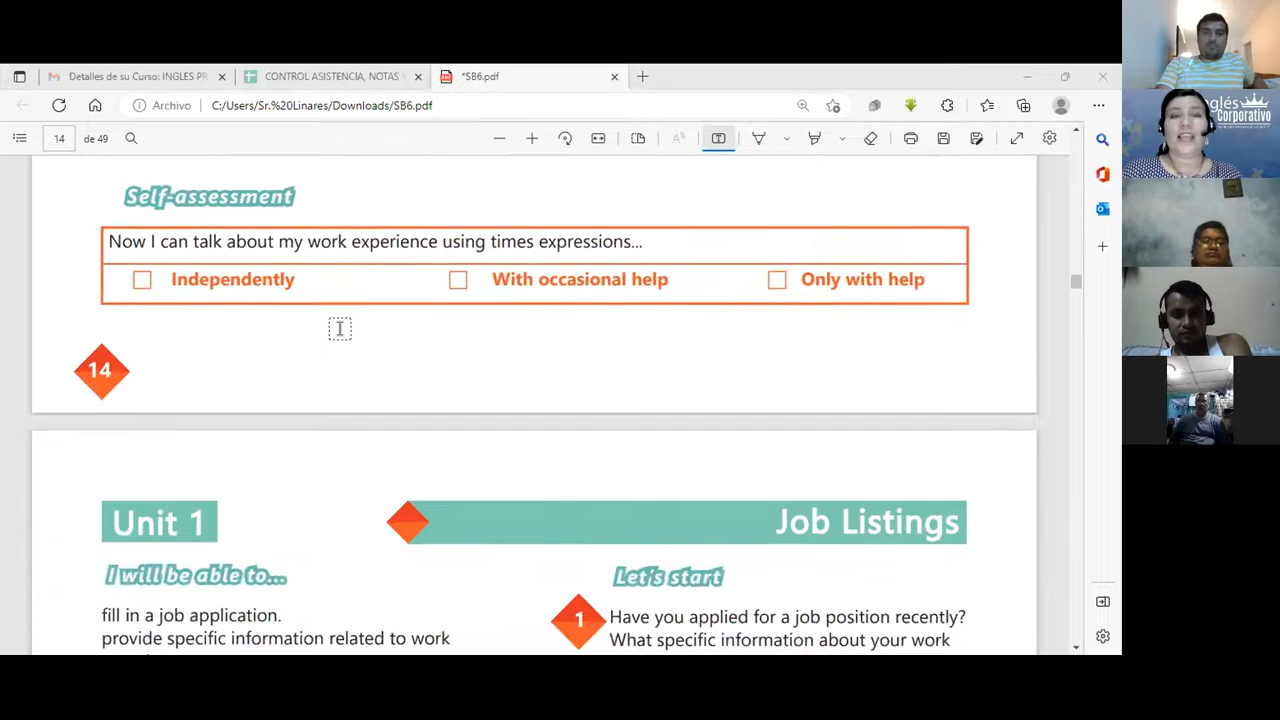 Detalles de su Curso: INGLES PR
CONTROL ASISTENCIA, NOTAS Y
*SB6.pdf
Archivo
C:/Users/Sr.%20Linares/Downloads/SB6.pdf
14
de 49
Self-assessment
Now I can talk about my work experience using times expressions...
Independently
With occasional help
Only with help
14
Unit 1
Job Listings
I will be able to...
Let's start
fill in a job application.
provide specific information related to work
1
Have you applied for a job position recently?
What specific information about your work
Corporativo